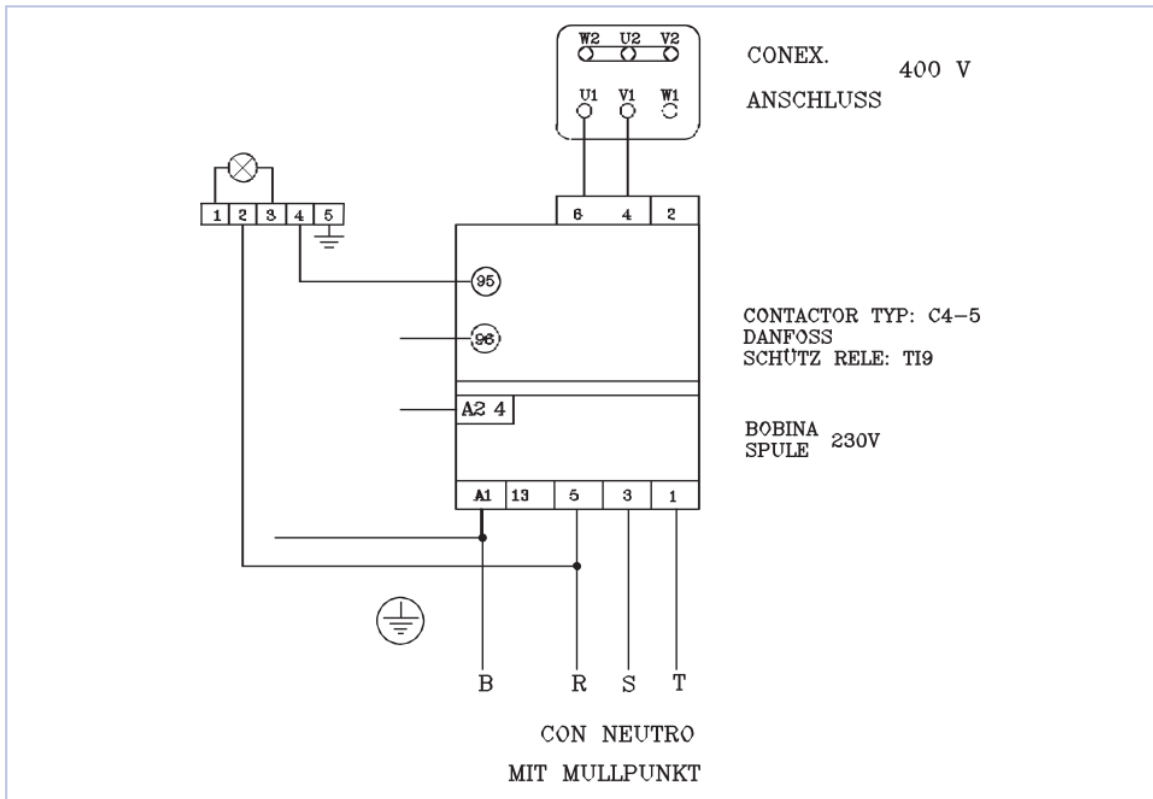 W2 U2 V2
U1 V1 W1
CONEX. 400 V
ANSCHLUSS
1 2 3 4 5
6 4 2
95
96
CONTACTOR TYP: C4-5
DANFOSS
SCHÜTZ RELE: TI9
A2 4
BOBINA 230V
SPULE
A1 13 5 3 1
B R S T
CON NEUTRO
MIT MULLPUNKT